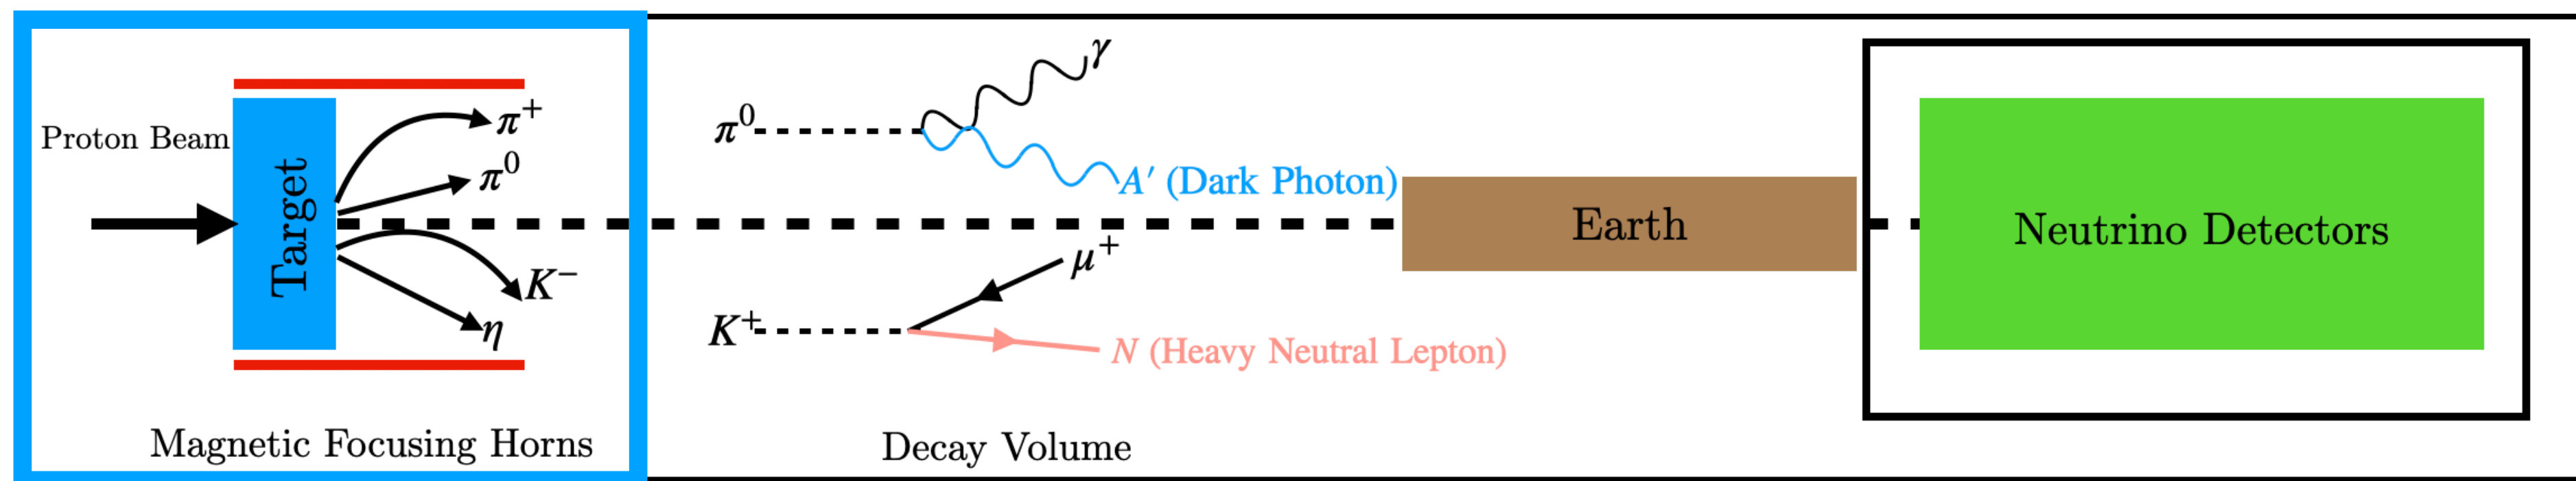 Proton Beam
Target
π⁺
π⁰
K⁻
η
Magnetic Focusing Horns
π⁰
γ
A′ (Dark Photon)
K⁺
μ⁺
N (Heavy Neutral Lepton)
Decay Volume
Earth
Neutrino Detectors